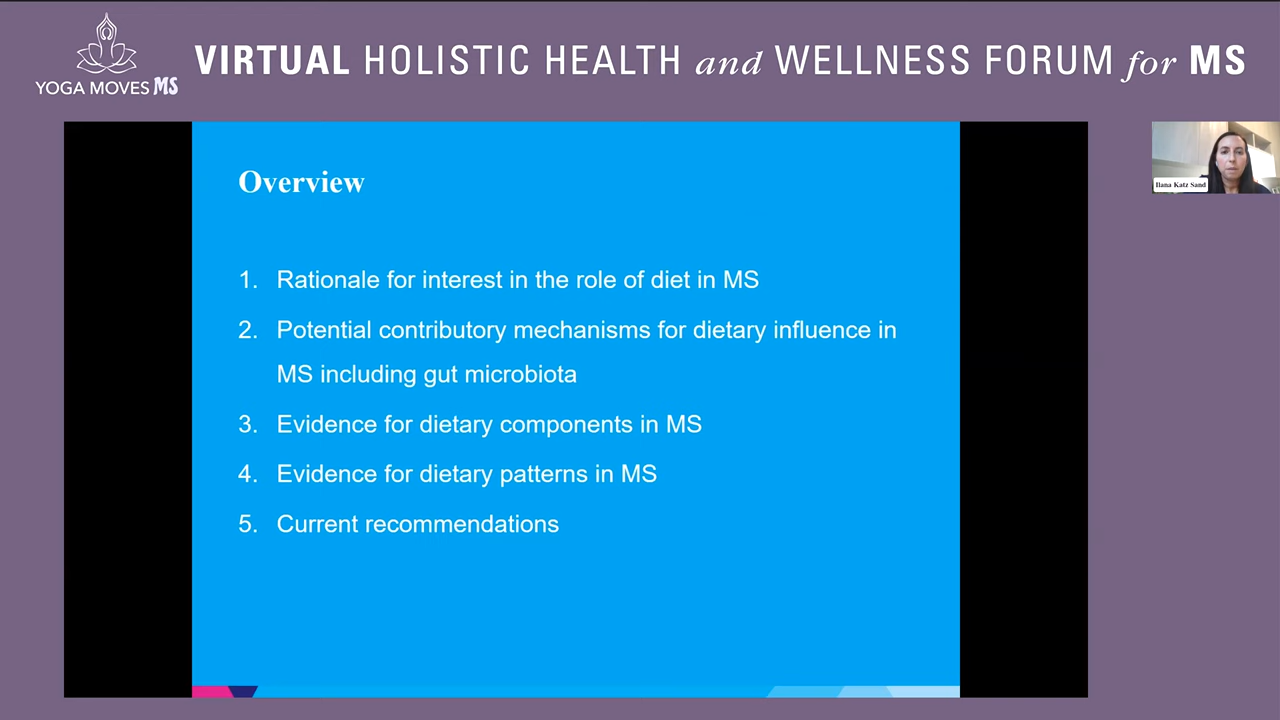 VIRTUAL HOLISTIC HEALTH and WELLNESS FORUM for MS
YOGA MOVES MS
Overview
1. Rationale for interest in the role of diet in MS
2. Potential contributory mechanisms for dietary influence in
MS including gut microbiota
3. Evidence for dietary components in MS
4. Evidence for dietary patterns in MS
5. Current recommendations
Ilana Katz Sand